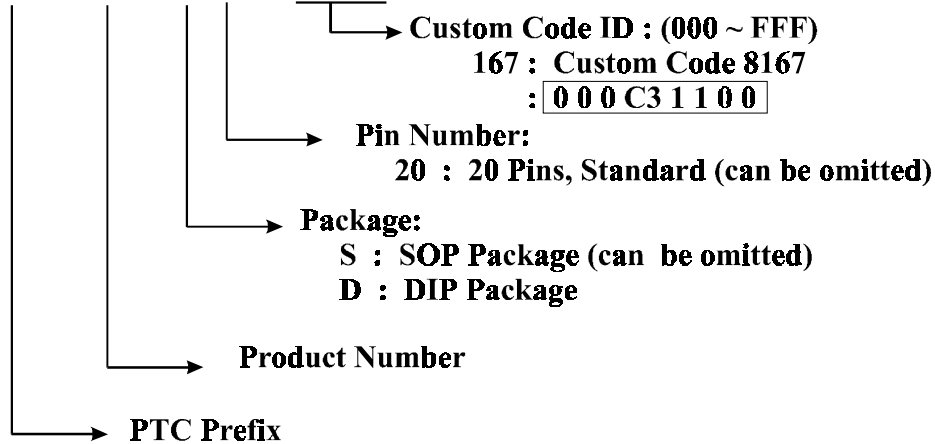 Custom Code ID : (000 ~ FFF)
167 : Custom Code 8167
: 0 0 0 C3 1 1 0 0
Pin Number:
20 : 20 Pins, Standard (can be omitted)
Package:
S : SOP Package (can be omitted)
D : DIP Package
Product Number
PTC Prefix